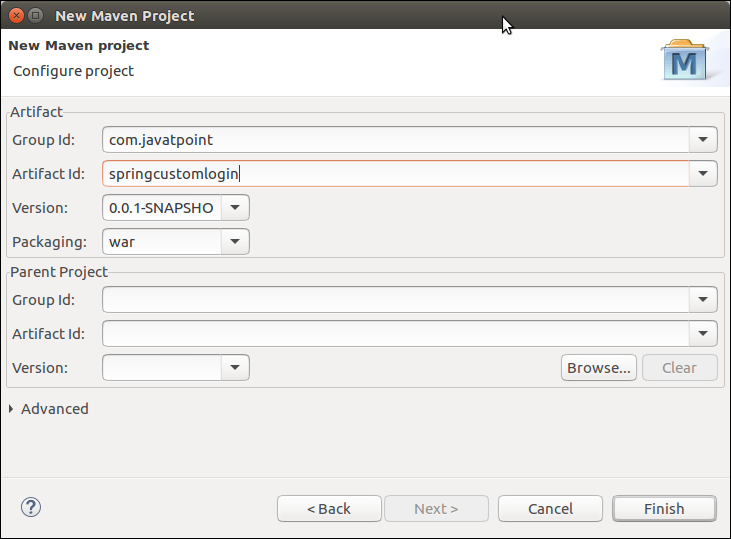 New Maven Project
New Maven project
Configure project
M
Artifact
Group Id: com.javatpoint
Artifact Id: springcustomlogin
Version: 0.0.1-SNAPSHO
Packaging: war
Parent Project
Group Id:
Artifact Id:
Version: Browse... Clear
Advanced
? < Back Next > Cancel Finish